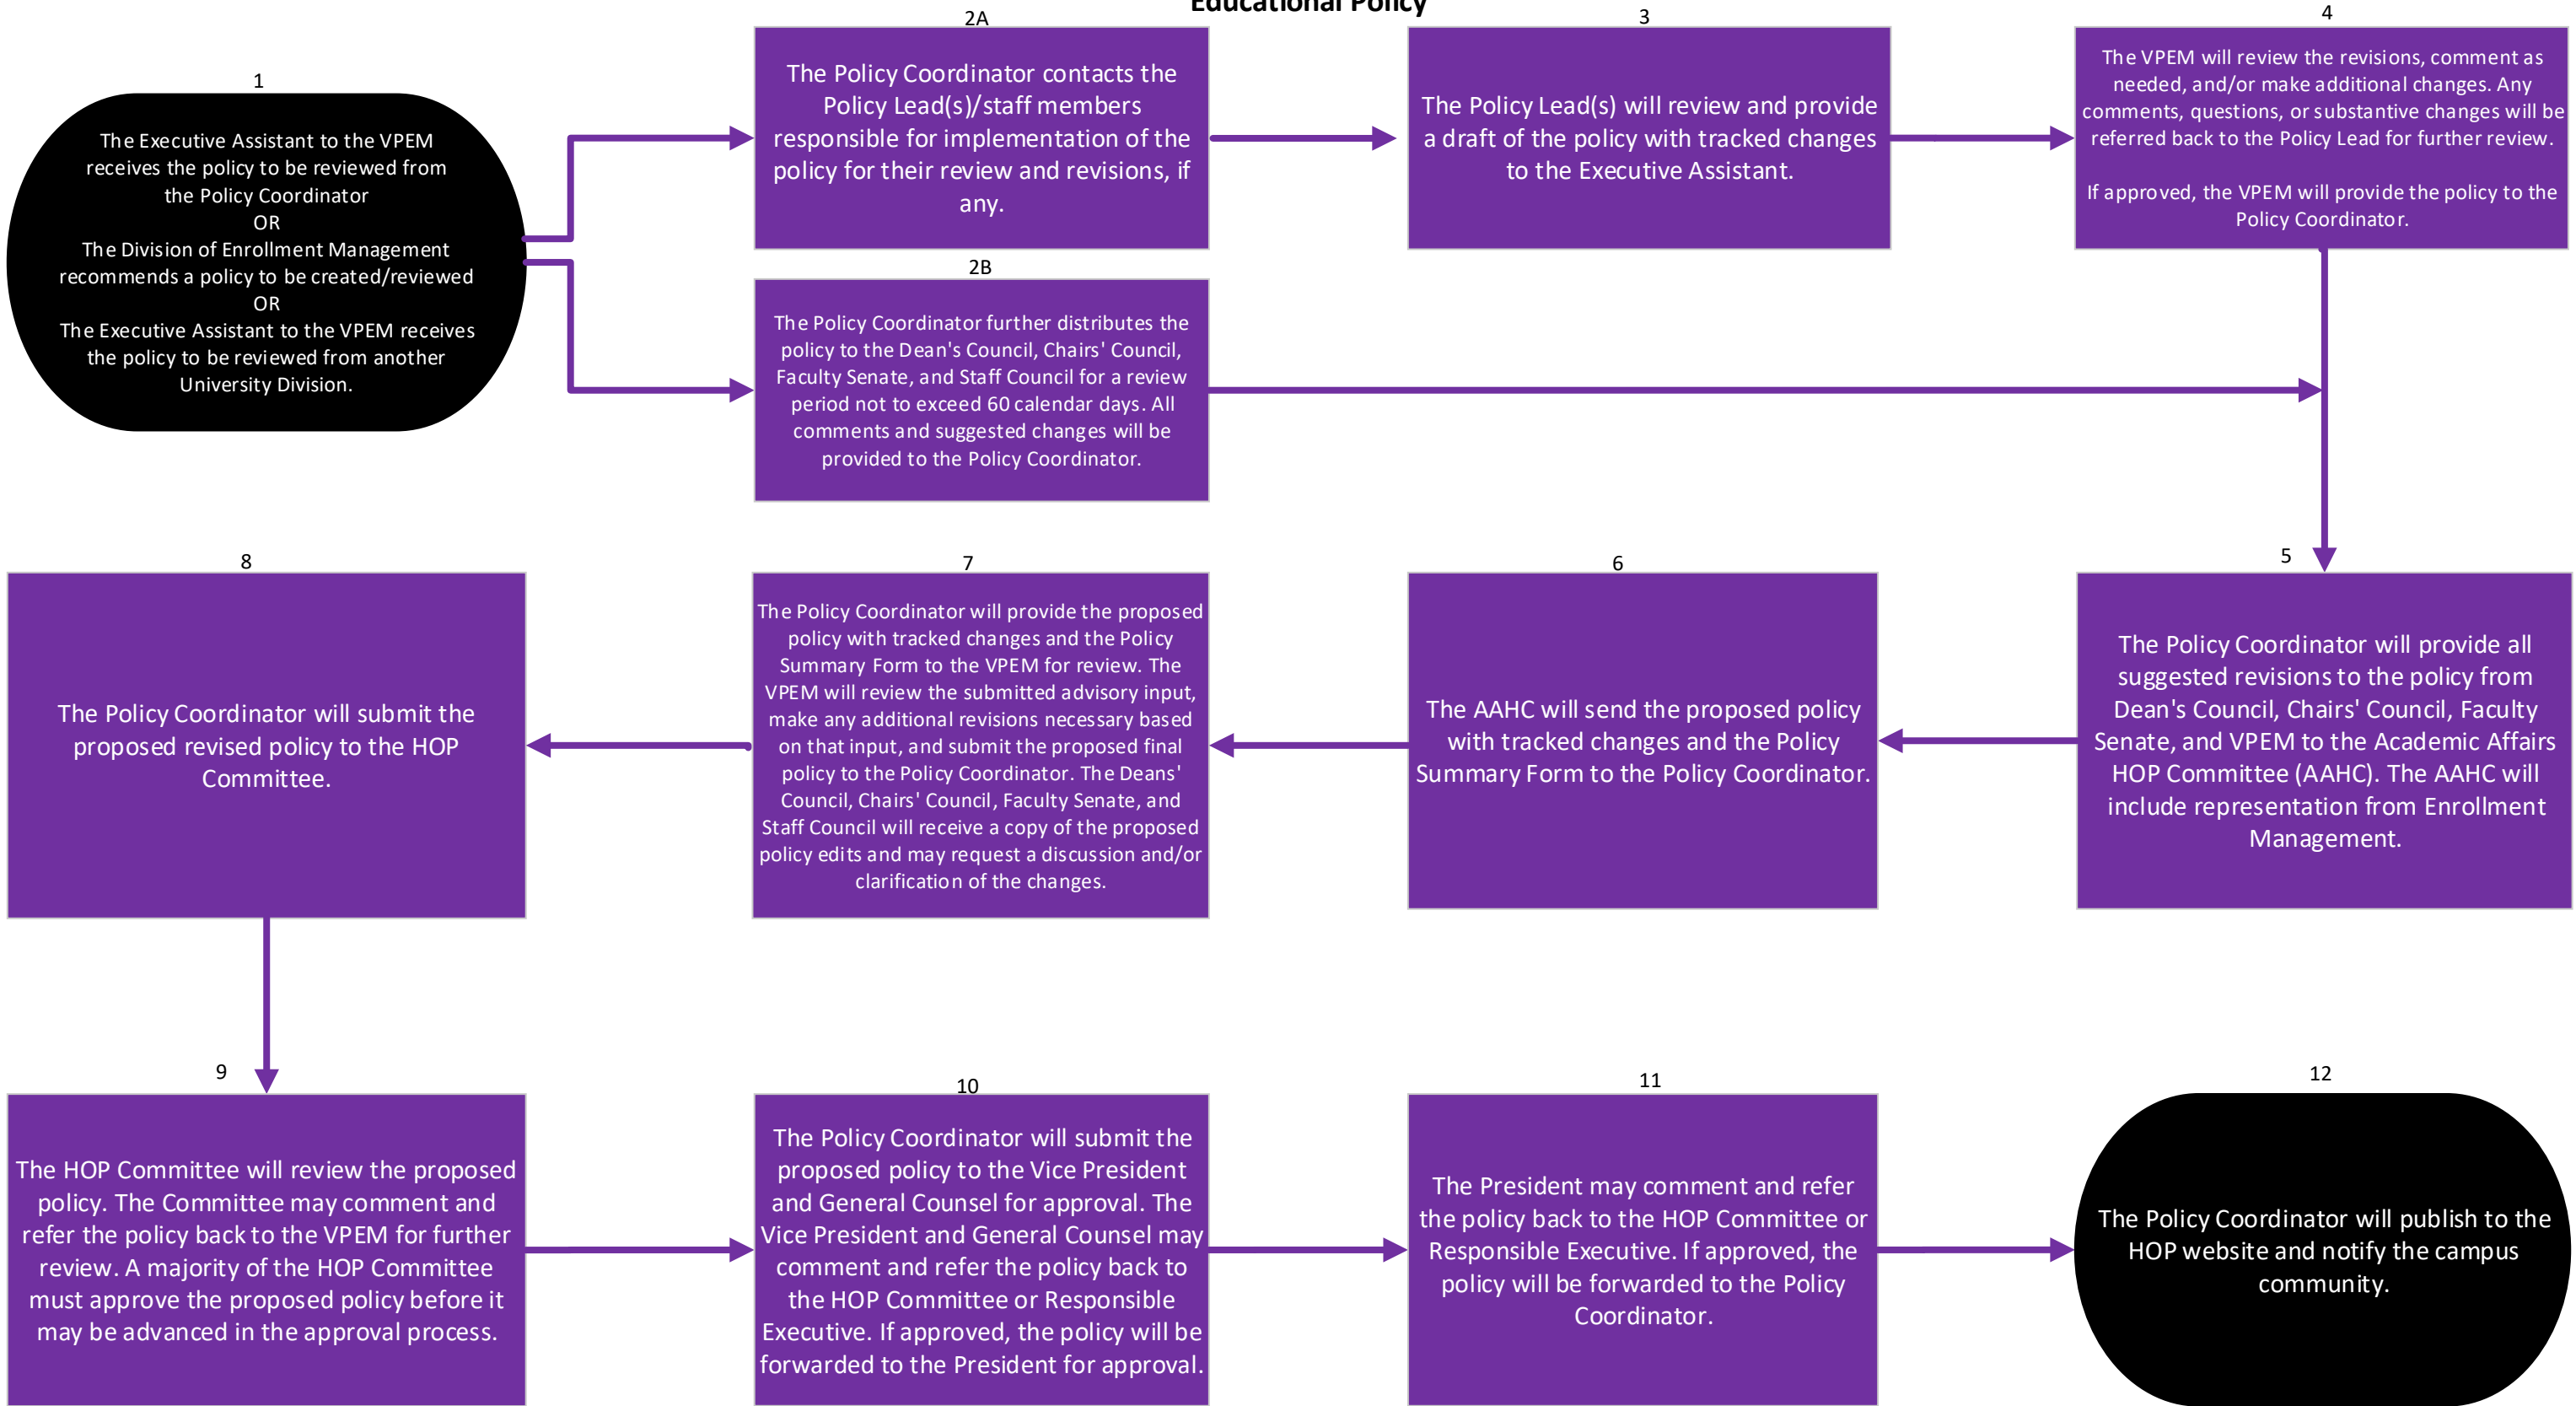 Educational Policy
1
The Executive Assistant to the VPEM
receives the policy to be reviewed from
the Policy Coordinator
OR
The Division of Enrollment Management
recommends a policy to be created/reviewed
OR
The Executive Assistant to the VPEM receives
the policy to be reviewed from another
University Division.
2A
The Policy Coordinator contacts the
Policy Lead(s)/staff members
responsible for implementation of the
policy for their review and revisions, if
any.
2B
The Policy Coordinator further distributes the
policy to the Dean's Council, Chairs' Council,
Faculty Senate, and Staff Council for a review
period not to exceed 60 calendar days. All
comments and suggested changes will be
provided to the Policy Coordinator.
3
The Policy Lead(s) will review and provide
a draft of the policy with tracked changes
to the Executive Assistant.
4
The VPEM will review the revisions, comment as
needed, and/or make additional changes. Any
comments, questions, or substantive changes will be
referred back to the Policy Lead for further review.
If approved, the VPEM will provide the policy to the
Policy Coordinator.
5
The Policy Coordinator will provide all
suggested revisions to the policy from
Dean's Council, Chairs' Council, Faculty
Senate, and VPEM to the Academic Affairs
HOP Committee (AAHC). The AAHC will
include representation from Enrollment
Management.
6
The AAHC will send the proposed policy
with tracked changes and the Policy
Summary Form to the Policy Coordinator.
7
The Policy Coordinator will provide the proposed
policy with tracked changes and the Policy
Summary Form to the VPEM for review. The
VPEM will review the submitted advisory input,
make any additional revisions necessary based
on that input, and submit the proposed final
policy to the Policy Coordinator. The Deans'
Council, Chairs' Council, Faculty Senate, and
Staff Council will receive a copy of the proposed
policy edits and may request a discussion and/or
clarification of the changes.
8
The Policy Coordinator will submit the
proposed revised policy to the HOP
Committee.
9
The HOP Committee will review the proposed
policy. The Committee may comment and
refer the policy back to the VPEM for further
review. A majority of the HOP Committee
must approve the proposed policy before it
may be advanced in the approval process.
10
The Policy Coordinator will submit the
proposed policy to the Vice President
and General Counsel for approval. The
Vice President and General Counsel may
comment and refer the policy back to
the HOP Committee or Responsible
Executive. If approved, the policy will be
forwarded to the President for approval.
11
The President may comment and refer
the policy back to the HOP Committee or
Responsible Executive. If approved, the
policy will be forwarded to the Policy
Coordinator.
12
The Policy Coordinator will publish to the
HOP website and notify the campus
community.